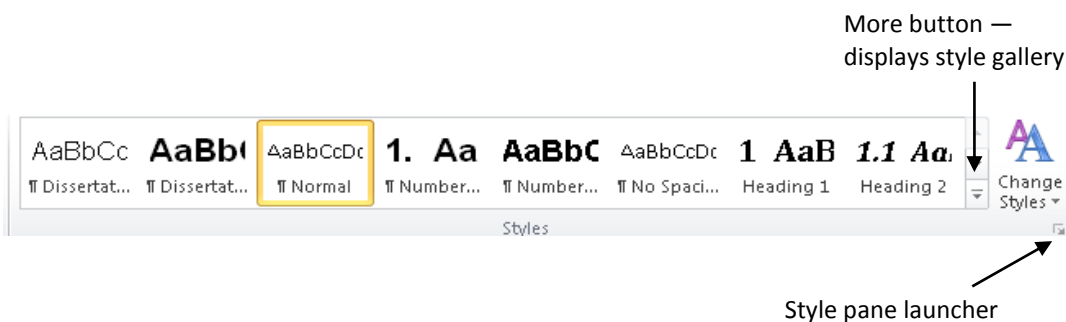 More button —
displays style gallery
AaBbCc AaBb( AaBbCcDc 1. Aa AaBbC AaBbCcDc 1 AaB 1.1 Aa
¶ Dissertat... ¶ Dissertat... ¶ Normal ¶ Number... ¶ Number... ¶ No Spaci... Heading 1 Heading 2
Change
Styles
Styles
Style pane launcher